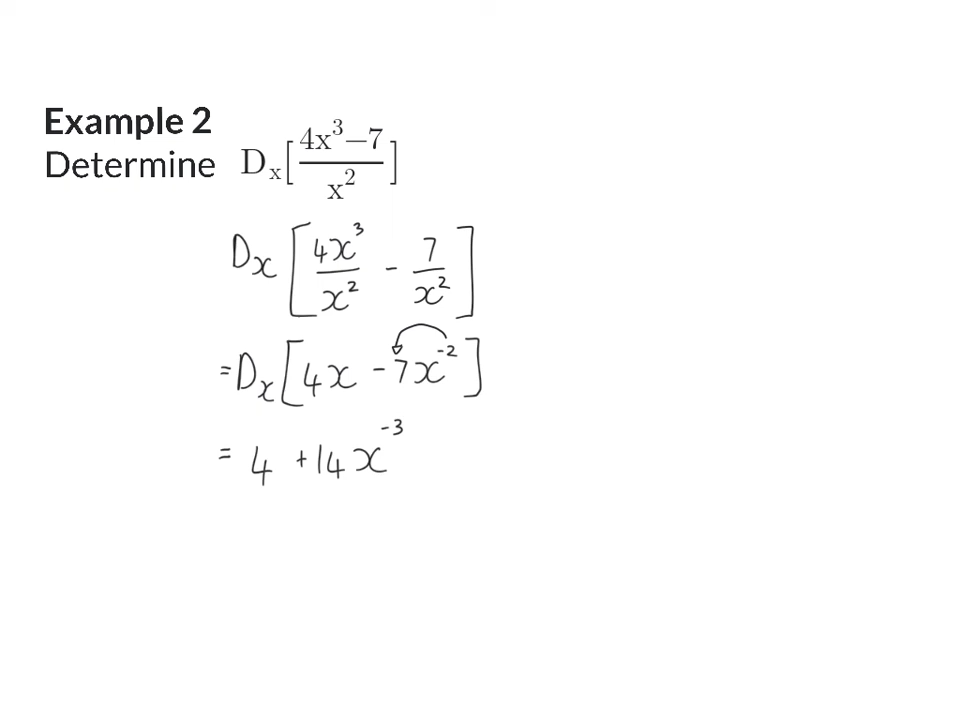 Example 2
Determine Dₓ[(4x³−7)/x²]
Dₓ[4x³/x² - 7/x²]
=Dₓ[4x - 7x⁻²]
= 4 +14x⁻³